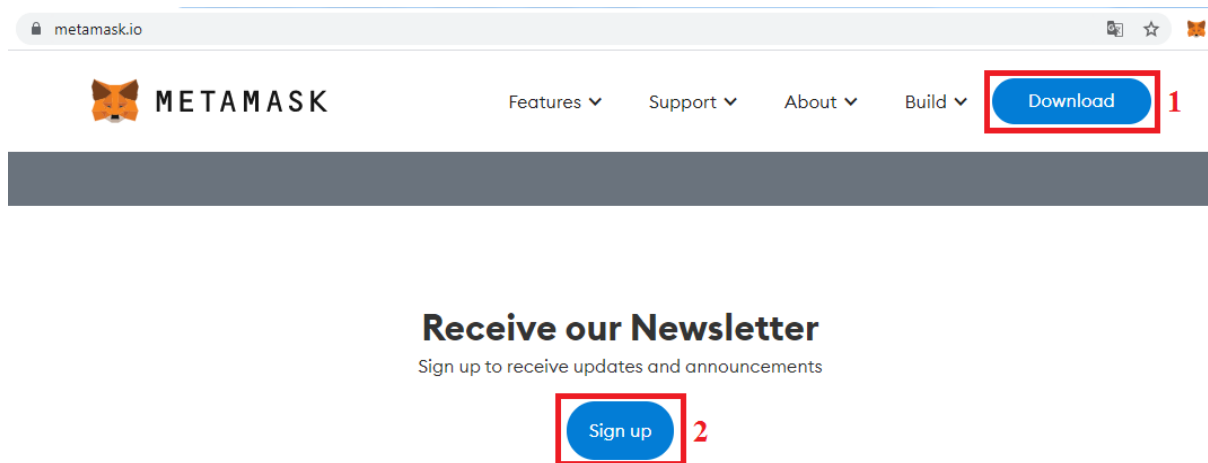 metamask.io
METAMASK Features Support About Build Download 1
Receive our Newsletter
Sign up to receive updates and announcements
Sign up 2